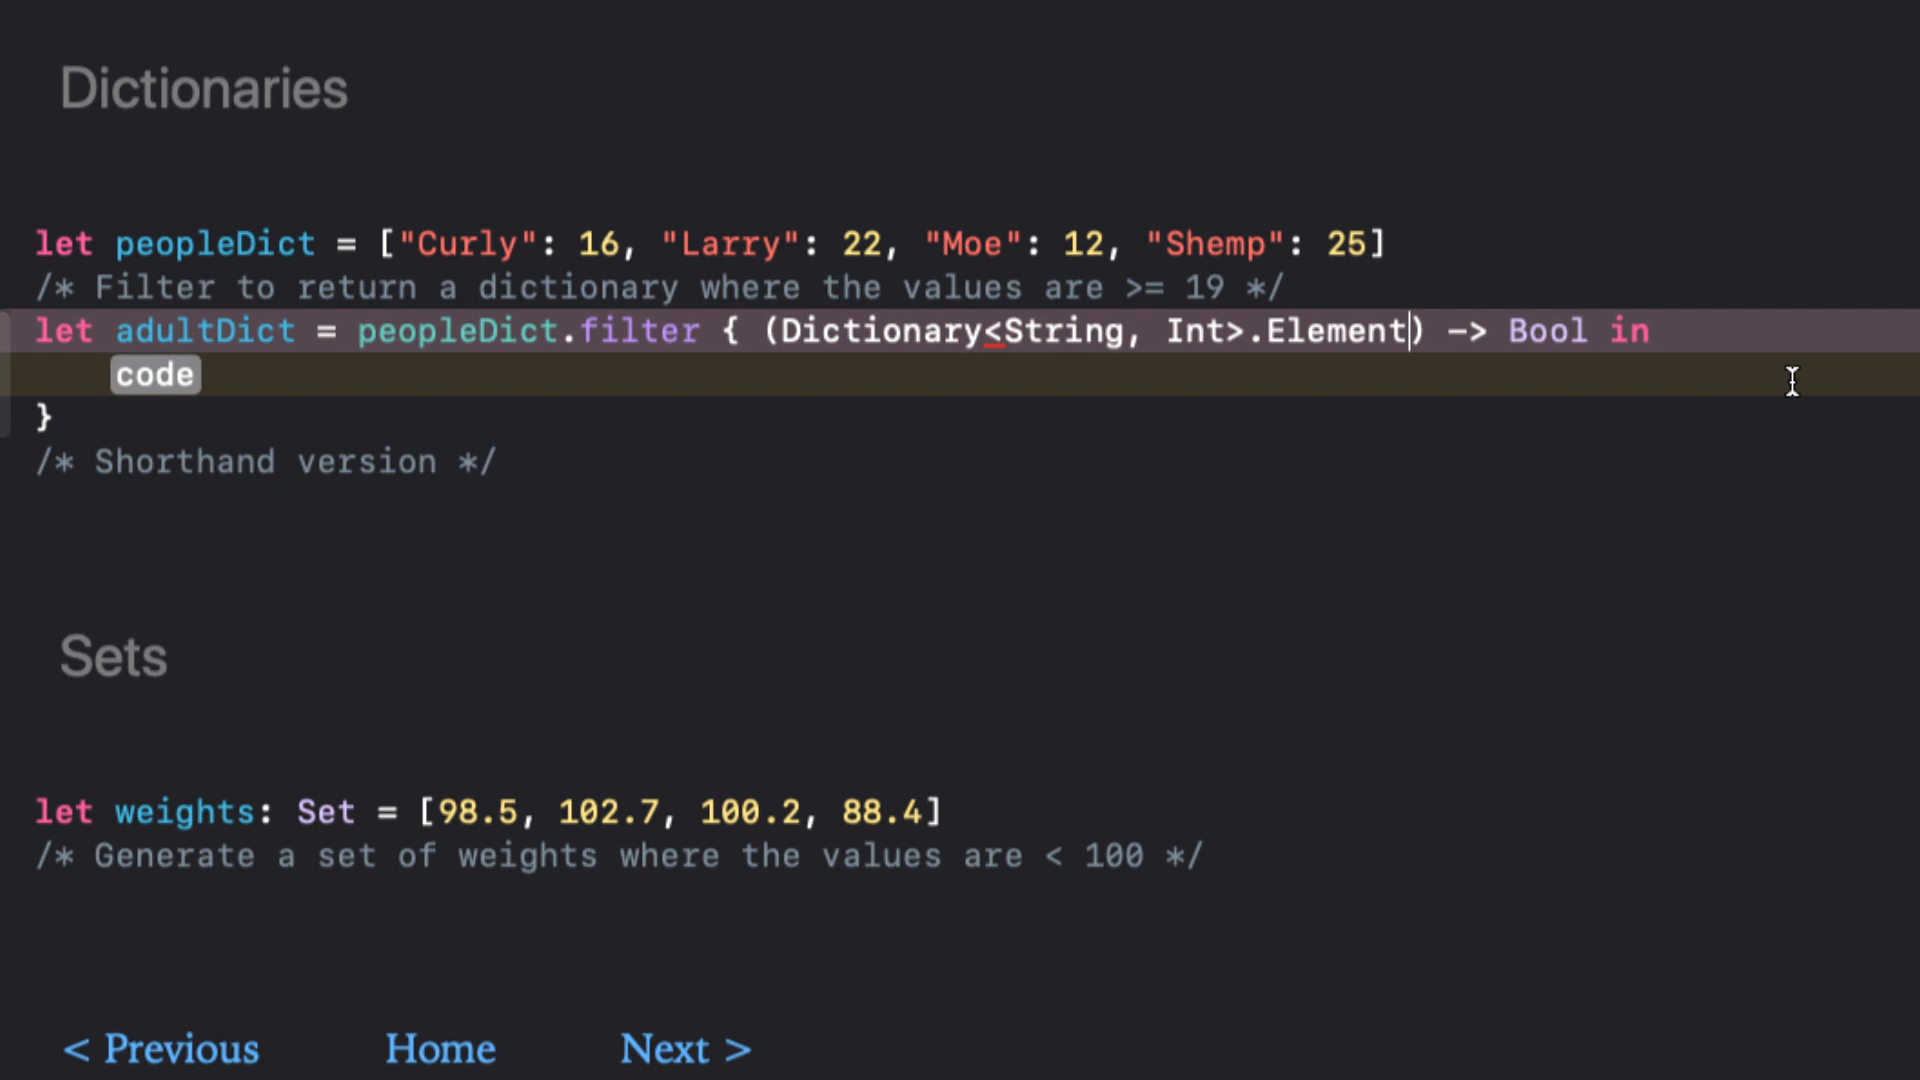 Dictionaries
let peopleDict = ["Curly": 16, "Larry": 22, "Moe": 12, "Shemp": 25]
/* Filter to return a dictionary where the values are >= 19 */
let adultDict = peopleDict.filter { (Dictionary<String, Int>.Element) -> Bool in
code
}
/* Shorthand version */
Sets
let weights: Set = [98.5, 102.7, 100.2, 88.4]
/* Generate a set of weights where the values are < 100 */
< Previous Home Next >